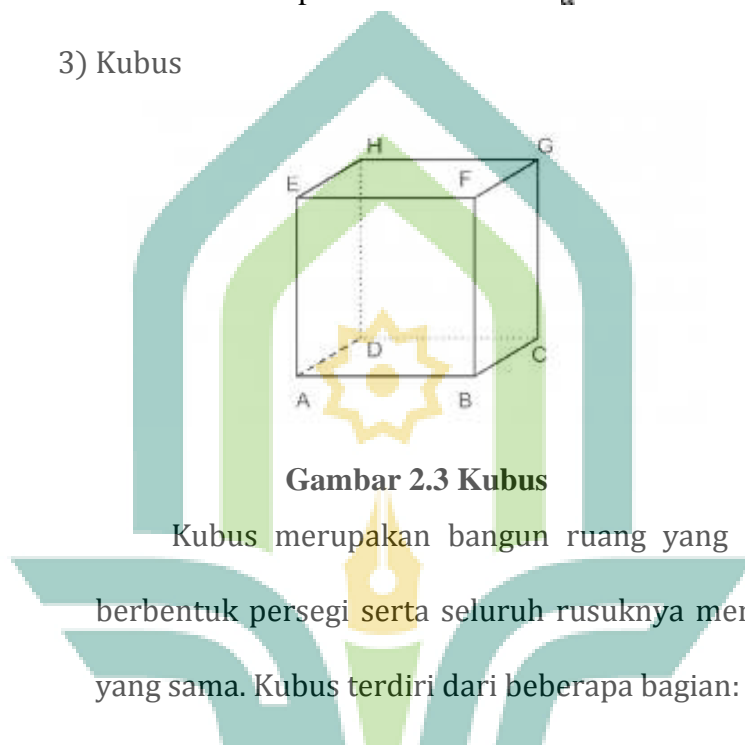 3) Kubus
H G
E F
D C
A B
Gambar 2.3 Kubus
Kubus merupakan bangun ruang yang
berbentuk persegi serta seluruh rusuknya
yang sama. Kubus terdiri dari beberapa bagian: